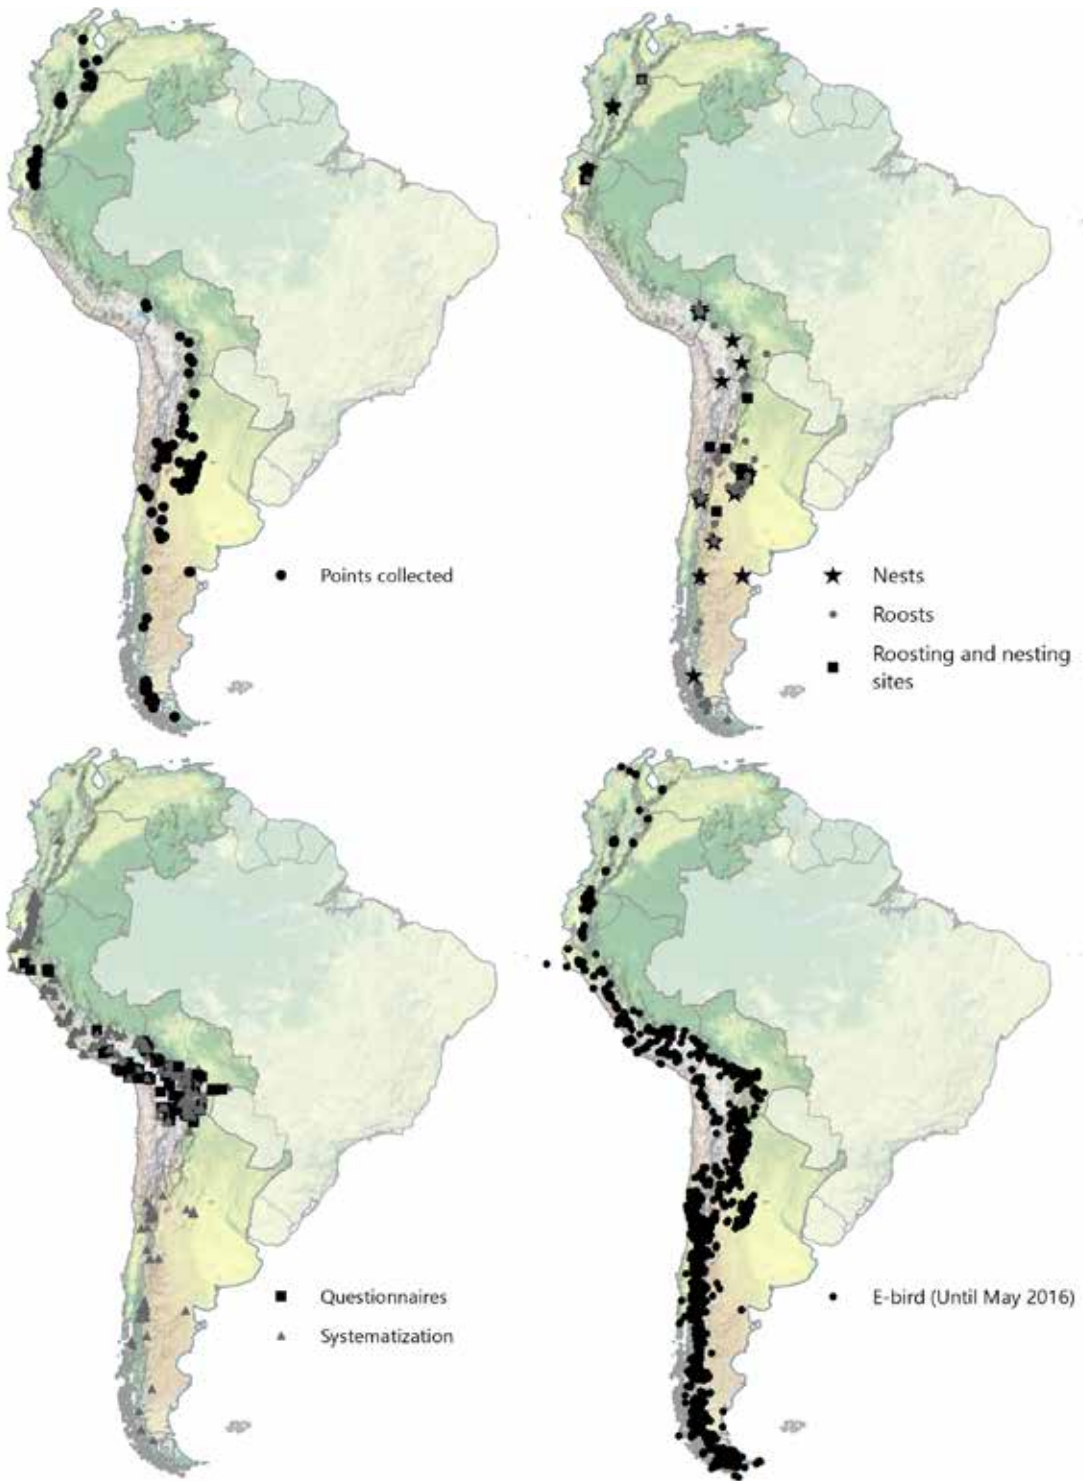 Points collected
Nests
Roosts
Roosting and nesting
sites
Questionnaires
Systematization
E-bird (Until May 2016)